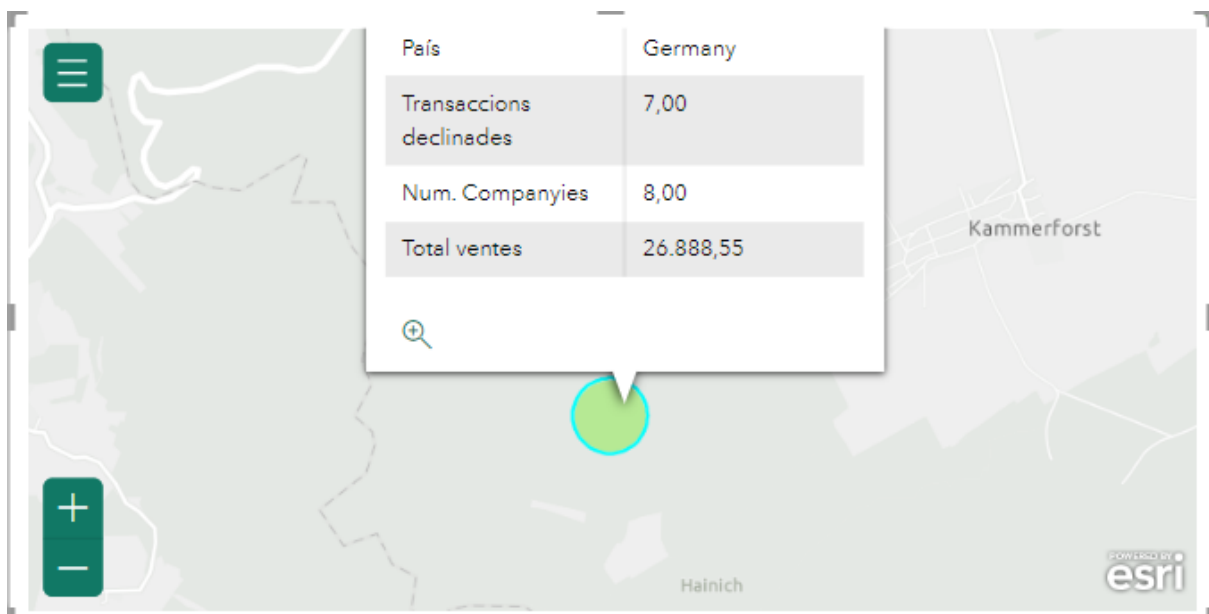 País Germany
Transaccions
declinades 7,00
Num. Companyies 8,00
Total ventes 26.888,55
Kammerforst
Hainich
POWERED BY
esri